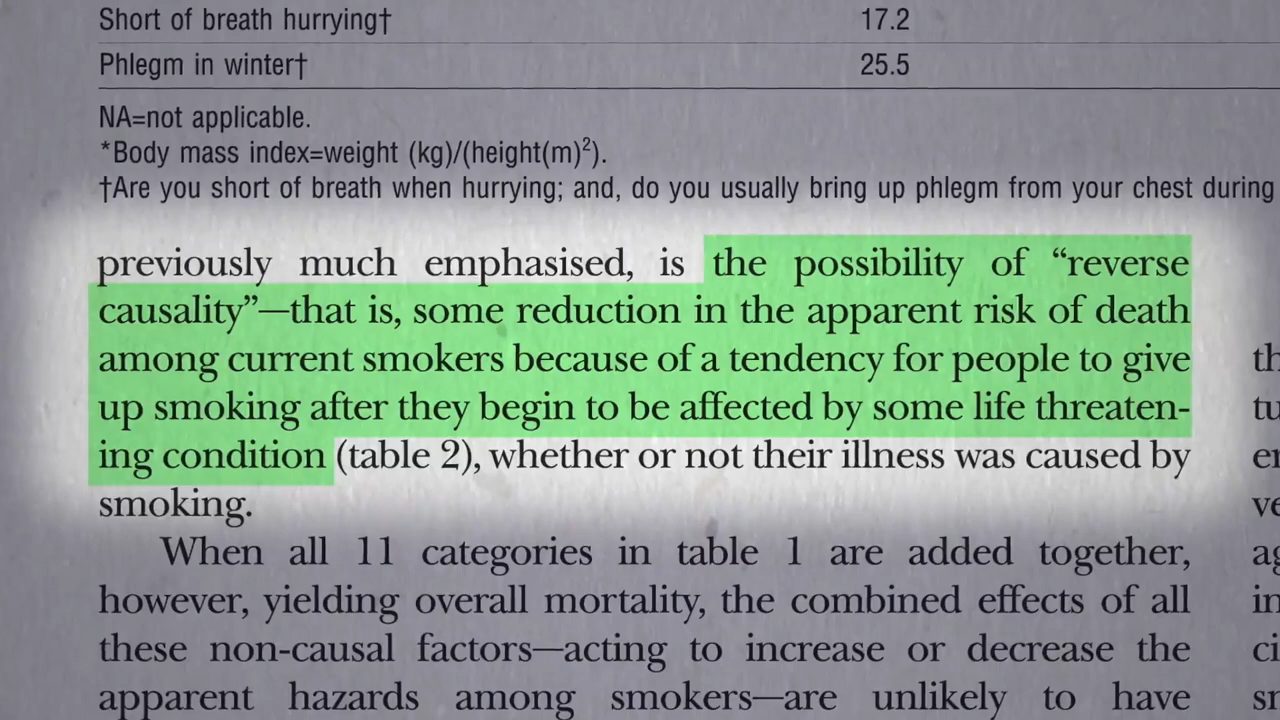 Short of breath hurrying† 17.2
Phlegm in winter† 25.5
NA=not applicable.
*Body mass index=weight (kg)/(height(m)²).
†Are you short of breath when hurrying; and, do you usually bring up phlegm from your chest during
previously much emphasised, is the possibility of “reverse
causality”—that is, some reduction in the apparent risk of death
among current smokers because of a tendency for people to give
up smoking after they begin to be affected by some life threaten-
ing condition (table 2), whether or not their illness was caused by
smoking.
When all 11 categories in table 1 are added together,
however, yielding overall mortality, the combined effects of all
these non-causal factors—acting to increase or decrease the
apparent hazards among smokers—are unlikely to have